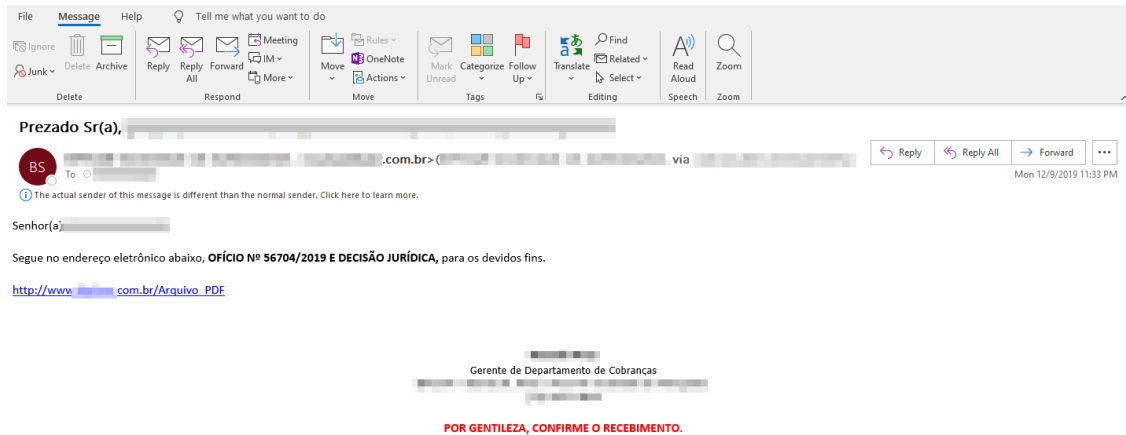 File Message Help Tell me what you want to do
Ignore Meeting Rules Find
OneNote Related
IM
Junk Delete Archive Reply Reply All Forward More Move Actions Mark Unread Categorize Follow Up Translate Select Read Aloud Zoom
Delete Respond Move Tags Editing Speech Zoom
Prezado Sr(a),
BS .com.br> ( via Reply Reply All Forward ...
To Mon 12/9/2019 11:33 PM
The actual sender of this message is different than the normal sender. Click here to learn more.
Senhor(a)
Segue no endereço eletrônico abaixo, OFÍCIO Nº 56704/2019 E DECISÃO JURÍDICA, para os devidos fins.
http://www com.br/Arquivo_PDF
Gerente de Departamento de Cobranças
POR GENTILEZA, CONFIRME O RECEBIMENTO.